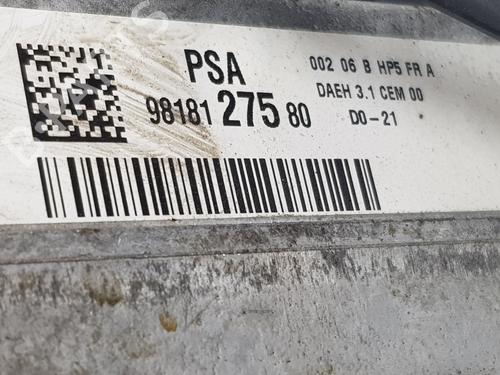 PSA
98181 275 80
002 06 B HP5 FR A
DAEH 3.1 CEM 00
D0-21